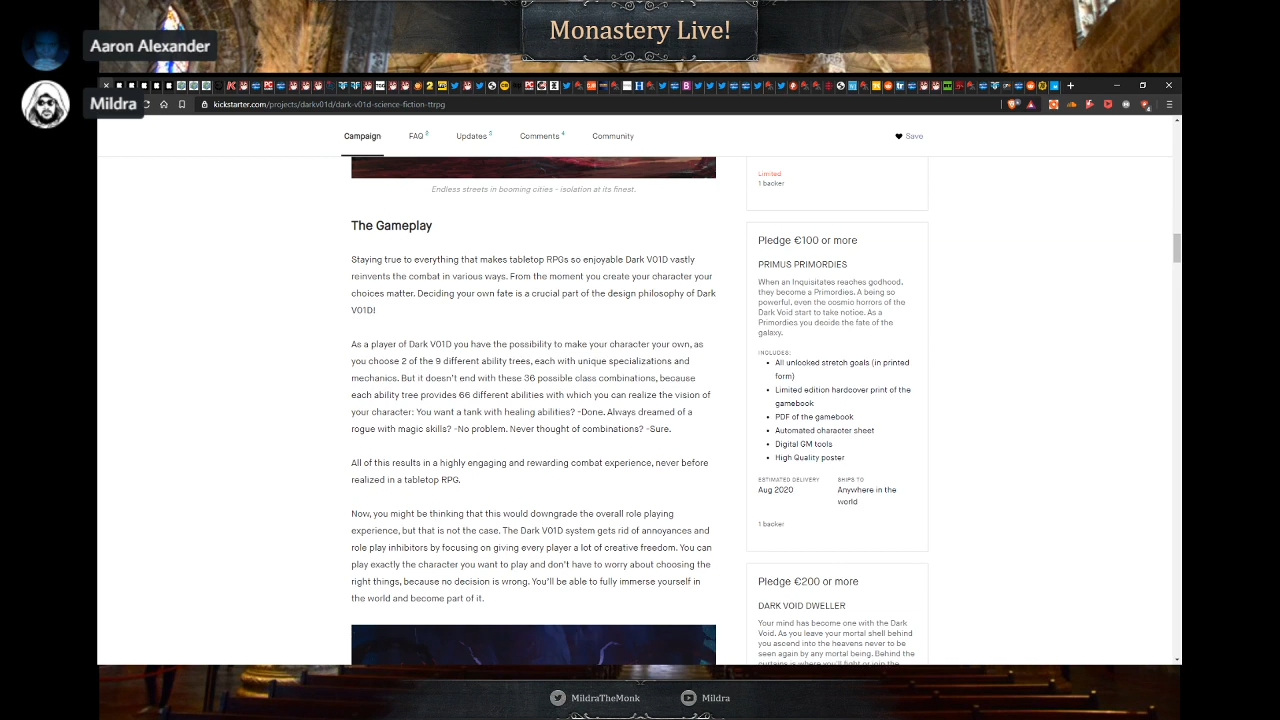 Monastery Live!
Aaron Alexander
Mildra
kickstarter.com/projects/darkv01d/dark-v01d-science-fiction-ttrpg
Campaign FAQ 2 Updates 5 Comments 4 Community Save
Endless streets in booming cities - isolation at its finest.
The Gameplay
Staying true to everything that makes tabletop RPGs so enjoyable Dark V01D vastly
reinvents the combat in various ways. From the moment you create your character your
choices matter. Deciding your own fate is a crucial part of the design philosophy of Dark
V01D!
As a player of Dark V01D you have the possibility to make your character your own, as
you choose 2 of the 9 different ability trees, each with unique specializations and
mechanics. But it doesn't end with these 36 possible class combinations, because
each ability tree provides 66 different abilities with which you can realize the vision of
your character: You want a tank with healing abilities? -Done. Always dreamed of a
rogue with magic skills? -No problem. Never thought of combinations? -Sure.
All of this results in a highly engaging and rewarding combat experience, never before
realized in a tabletop RPG.
Now, you might be thinking that this would downgrade the overall role playing
experience, but that is not the case. The Dark V01D system gets rid of annoyances and
role play inhibitors by focusing on giving every player a lot of creative freedom. You can
play exactly the character you want to play and don't have to worry about choosing the
right things, because no decision is wrong. You'll be able to fully immerse yourself in
the world and become part of it.
Limited
1 backer
Pledge €100 or more
PRIMUS PRIMORDIES
When an Inquisitates reaches godhood,
they become a Primordies. A being so
powerful, even the cosmic horrors of the
Dark Void start to take notice. As a
Primordies you decide the fate of the
galaxy.
INCLUDES:
All unlooked stretch goals (in printed
form)
Limited edition hardcover print of the
gamebook
PDF of the gamebook
Automated character sheet
Digital GM tools
High Quality poster
ESTIMATED DELIVERY SHIPS TO
Aug 2020 Anywhere in the
world
1 backer
Pledge €200 or more
DARK VOID DWELLER
Your mind has become one with the Dark
Void. As you leave your mortal shell behind
you ascend into the heavens never to be
seen again by any mortal being. Behind the
curtains is where you'll fight or join the
MildraTheMonk Mildra